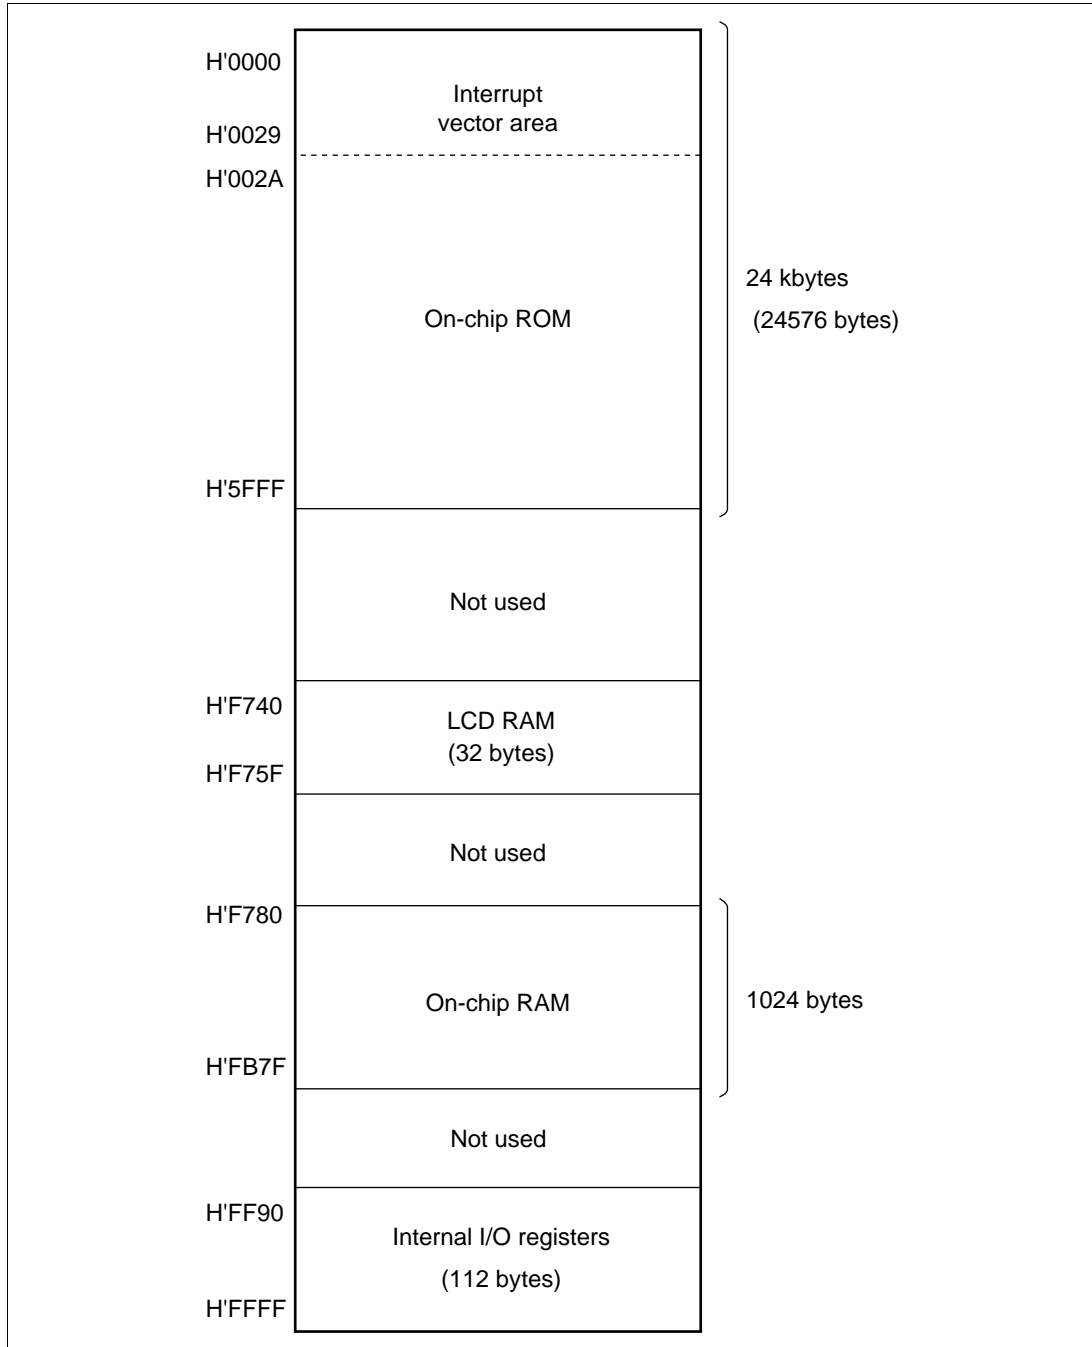 H'0000
Interrupt
vector area
H'0029
H'002A
24 kbytes
(24576 bytes)
On-chip ROM
H'5FFF
Not used
H'F740
LCD RAM
(32 bytes)
H'F75F
Not used
H'F780
On-chip RAM
1024 bytes
H'FB7F
Not used
H'FF90
Internal I/O registers
(112 bytes)
H'FFFF